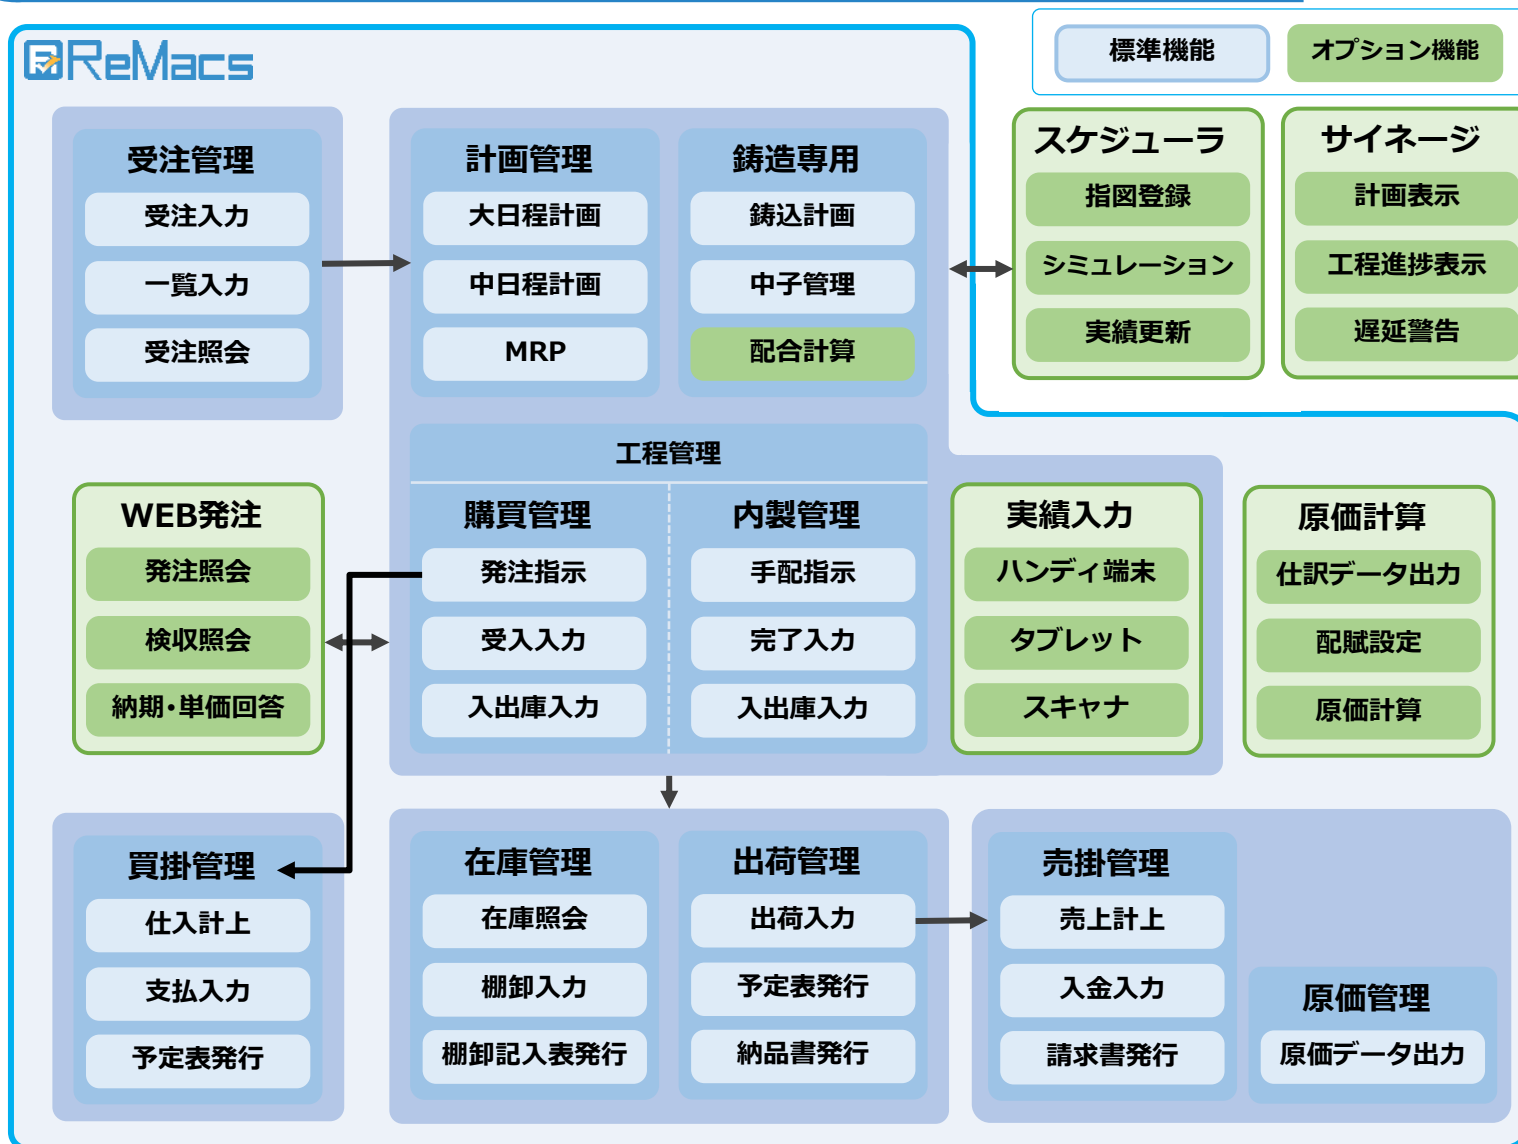 ReMacs
標準機能
オプション機能
受注管理
受注入力
一覧入力
受注照会
計画管理
大日程計画
中日程計画
MRP
鋳造専用
鋳込計画
中子管理
配合計算
スケジューラ
指図登録
シミュレーション
実績更新
サイネージ
計画表示
工程進捗表示
遅延警告
工程管理
WEB発注
発注照会
検収照会
納期・単価回答
購買管理
発注指示
受入入力
入出庫入力
内製管理
手配指示
完了入力
入出庫入力
実績入力
ハンディ端末
タブレット
スキャナ
原価計算
仕訳データ出力
配賦設定
原価計算
買掛管理
仕入計上
支払入力
予定表発行
在庫管理
在庫照会
棚卸入力
棚卸記入表発行
出荷管理
出荷入力
予定表発行
納品書発行
売掛管理
売上計上
入金入力
請求書発行
原価管理
原価データ出力